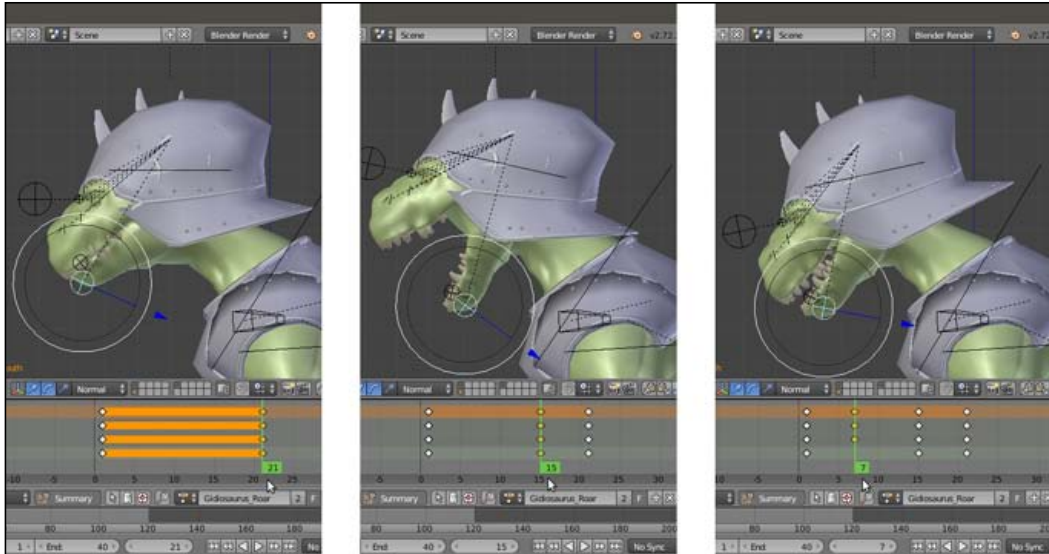 Scene Blender Render
Scene Blender Render v2.72.
Scene Blender Render v2.72
Normal
Normal
Normal
21
15
7
-10 0 5 10 15 20 25
0 5 10 15 20 25 30
0 5 10 15 20 25 30
Summary Gidiosaurus_Roar 2 F
Summary Gidiosaurus_Roar 2 F
Summary Gidiosaurus_Roar 2
80 100 120 140 160 180
40 60 80 100 120 140 160 180 200
80 100 120 140 160 180 200
1 End: 40 21 No
End: 40 15 No Sync
1 End: 40 7 No Sync